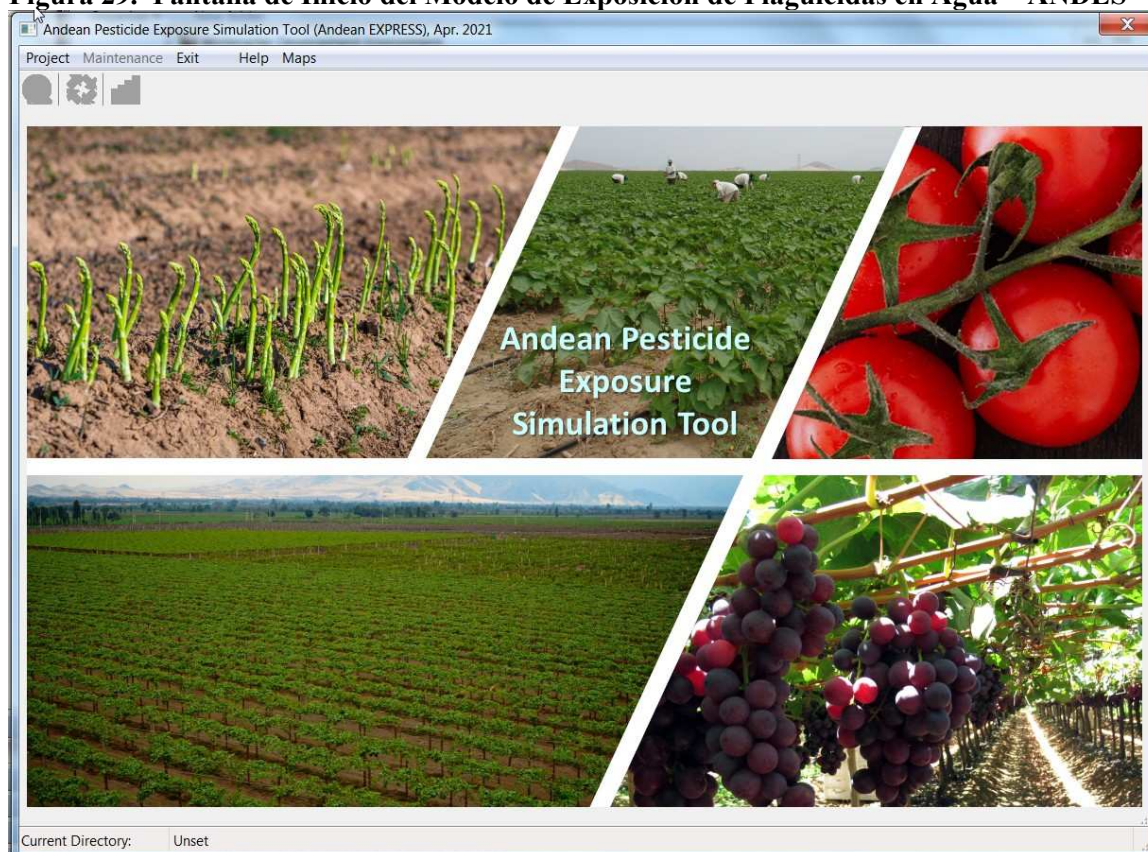 Figura 29. Pantalla de Inicio del Modelo de Exposición de Plaguicidas en Agua – ANDES
Andean Pesticide Exposure Simulation Tool (Andean EXPRESS), Apr. 2021
Project Maintenance Exit Help Maps
Andean Pesticide
Exposure
Simulation Tool
Current Directory: Unset